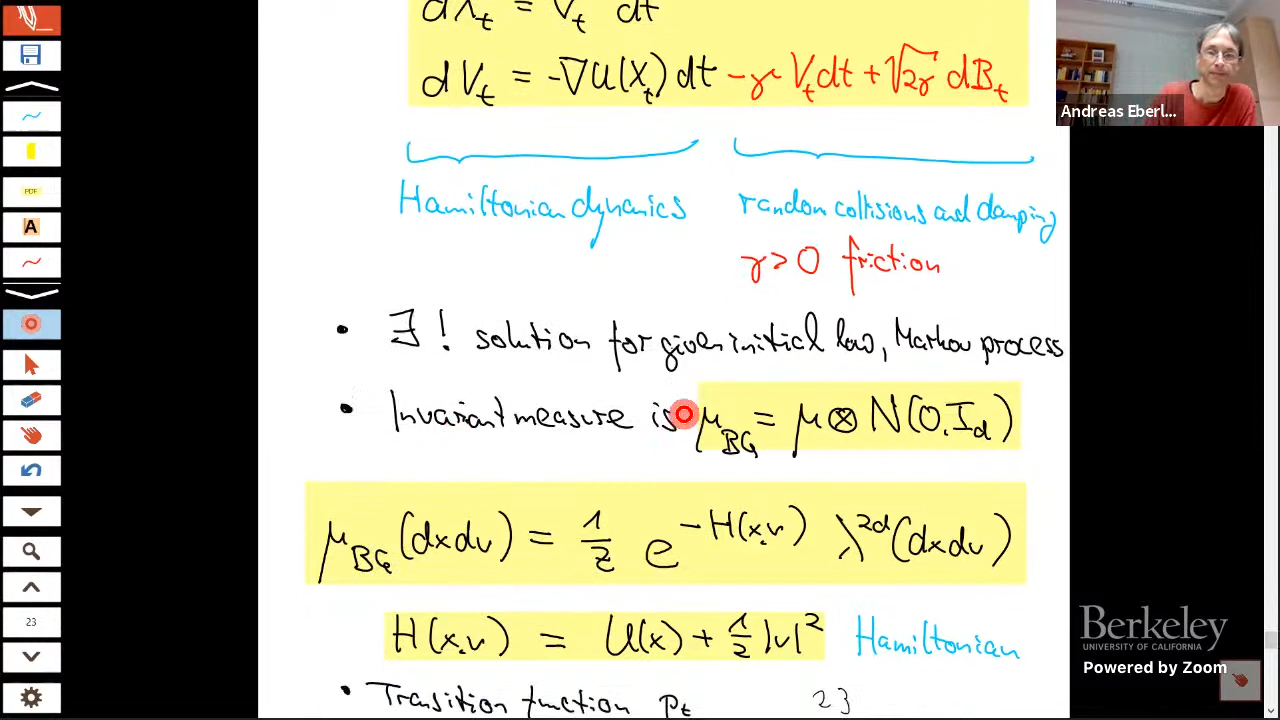 dX_t = V_t dt
dV_t = -∇U(X_t)dt -γ V_t dt + √2γ dB_t
Andreas Eberl...
Hamiltonian dynamics random collisions and damping
γ > 0 friction
• ∃! solution for given initial law, Markov process
• Invariant measure is μ_BG = μ ⊗ N(0, I_d)
μ_BG (dx dv) = 1/Z e^{-H(x,v)} λ^{2d}(dx dv)
H(x,v) = U(x) + 1/2 |v|^2 Hamiltonian
• Transition function p_t 23
PDF
A
23
Berkeley
UNIVERSITY OF CALIFORNIA
Powered by Zoom